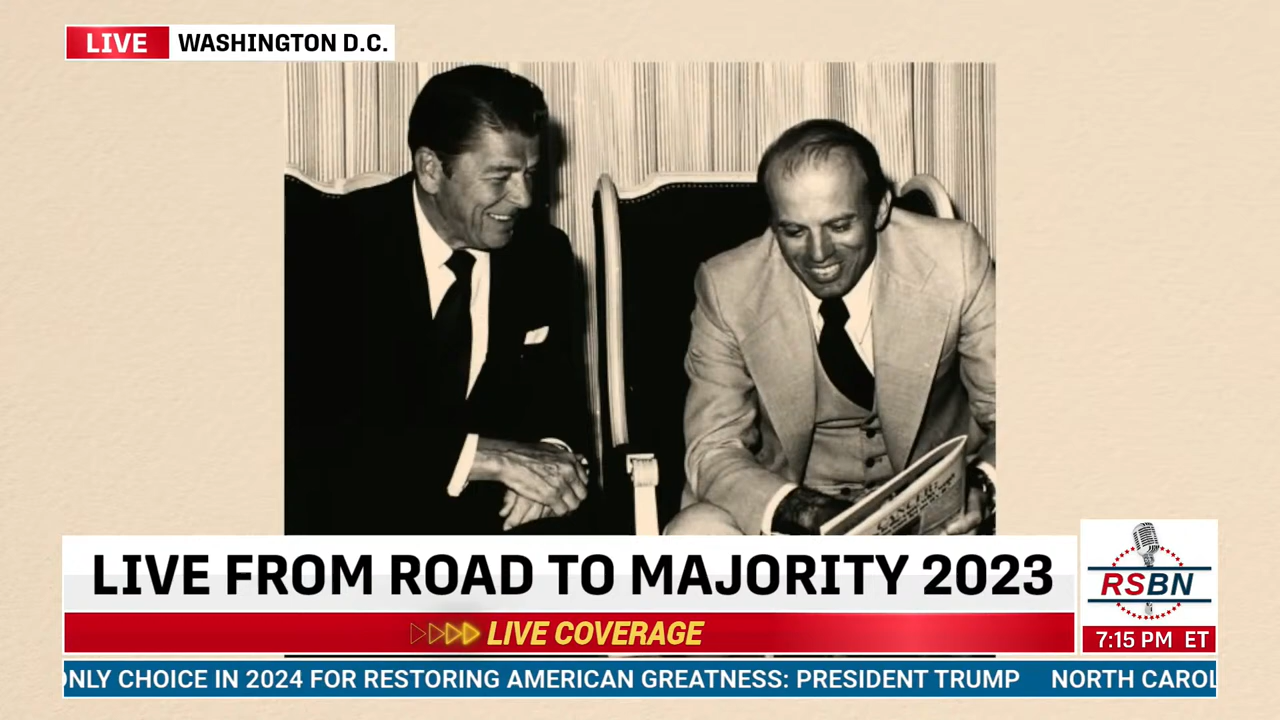 LIVE WASHINGTON D.C.
LIVE FROM ROAD TO MAJORITY 2023
LIVE COVERAGE
RSBN
7:15 PM ET
ONLY CHOICE IN 2024 FOR RESTORING AMERICAN GREATNESS: PRESIDENT TRUMP NORTH CAROL